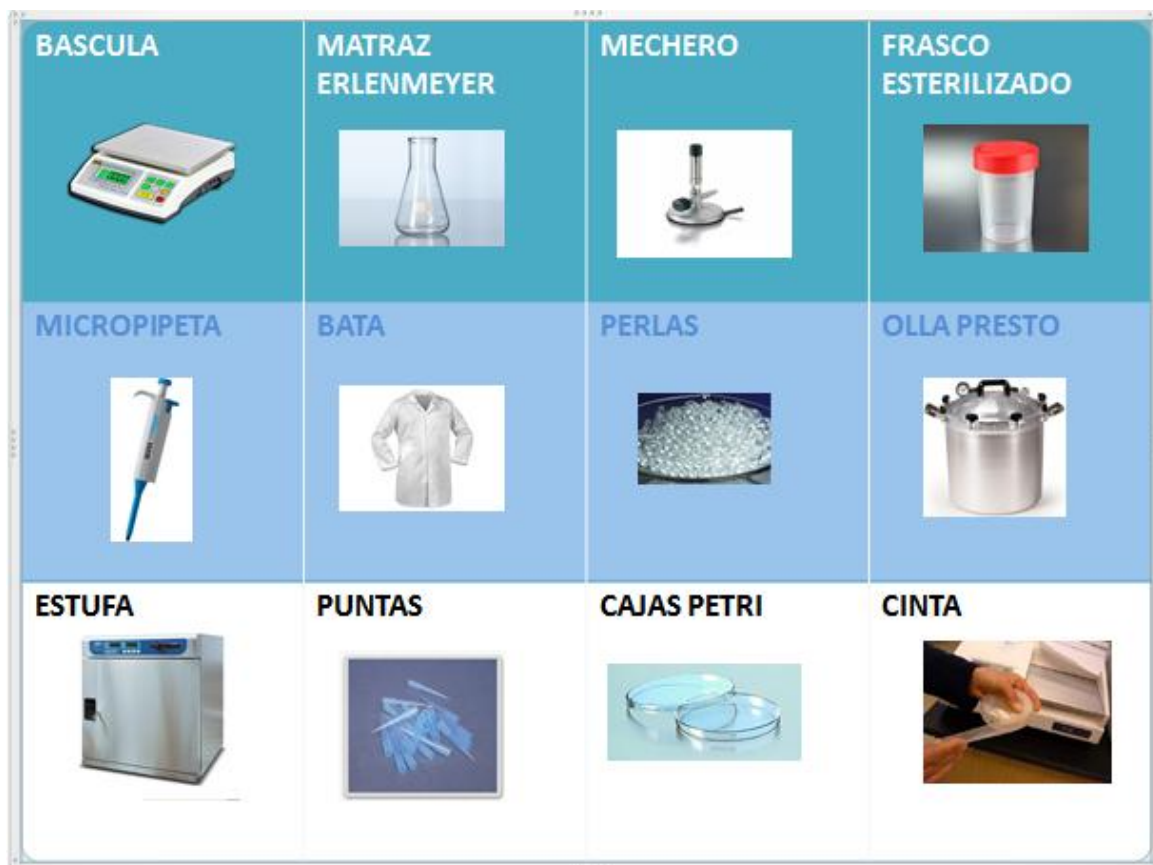 BASCULA
MATRAZ
ERLENMEYER
MECHERO
FRASCO
ESTERILIZADO
MICROPIPETA
BATA
PERLAS
OLLA PRESTO
ESTUFA
PUNTAS
CAJAS PETRI
CINTA